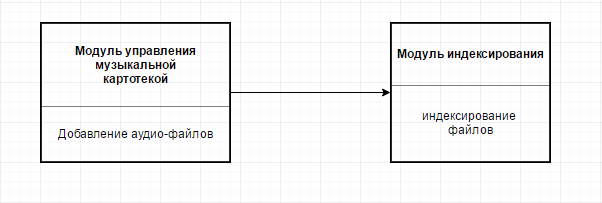 Модуль управления
музыкальной
картотекой
Добавление аудио-файлов
Модуль индексирования
индексирование
файлов